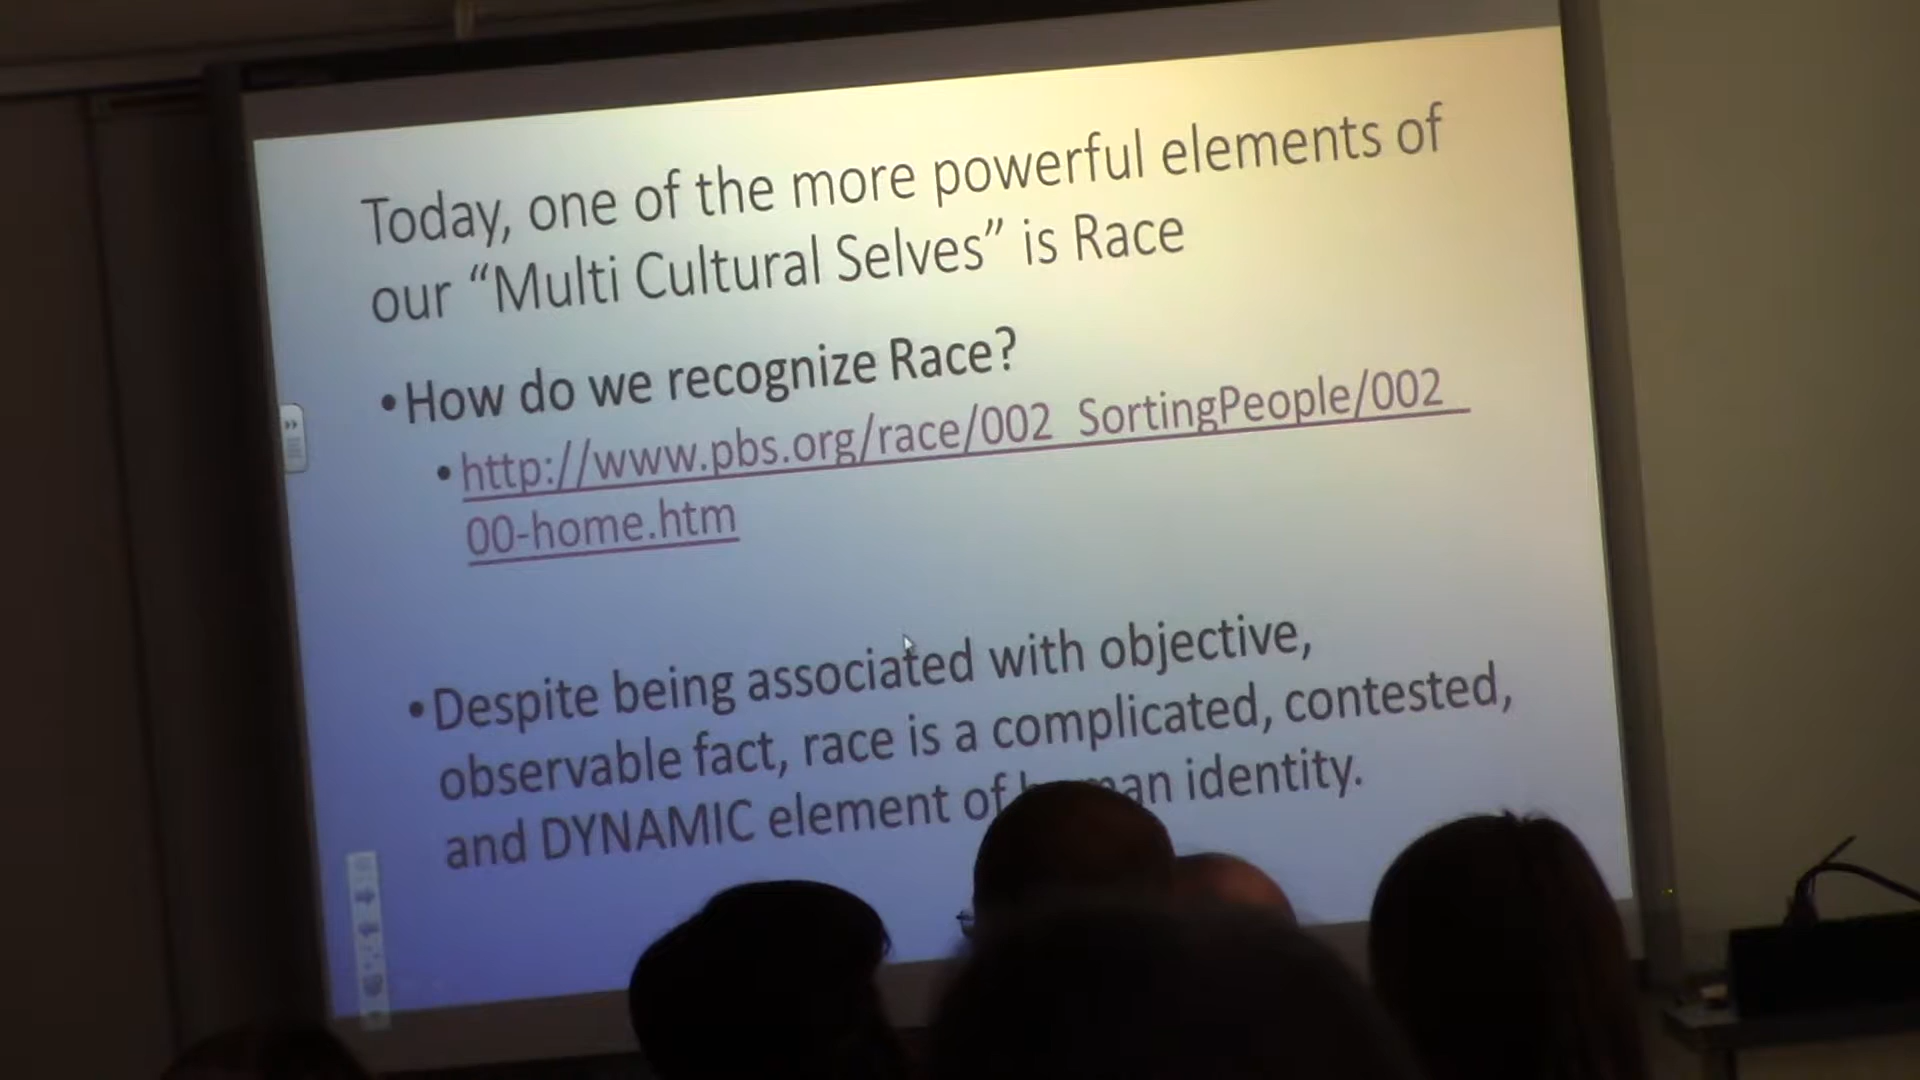 Today, one of the more powerful elements of
our “Multi Cultural Selves” is Race
•How do we recognize Race?
•http://www.pbs.org/race/002_SortingPeople/002_
00-home.htm
•Despite being associated with objective,
observable fact, race is a complicated, contested,
and DYNAMIC element of identity.